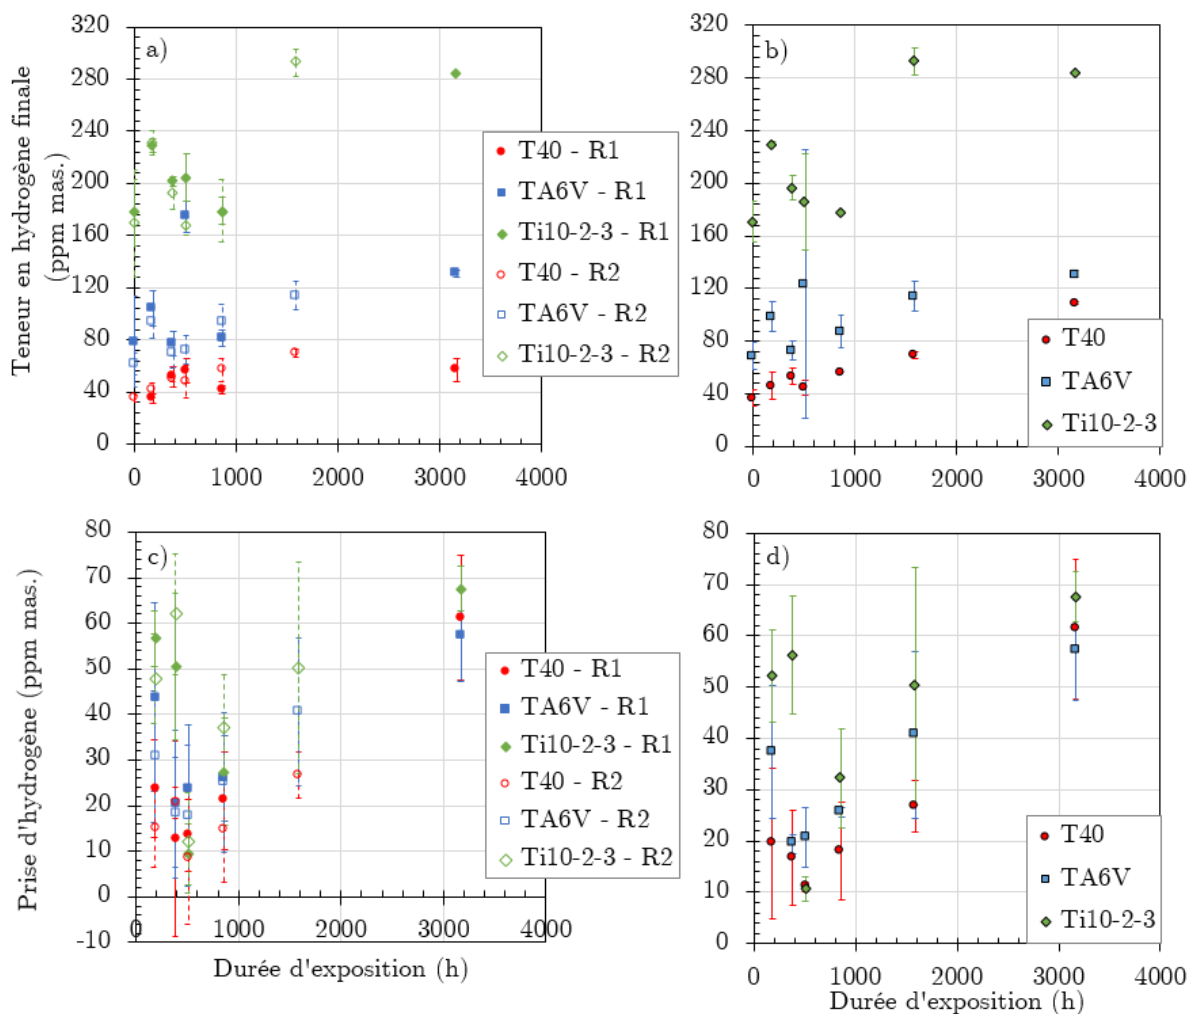 320
280
240
200
160
120
80
40
0
Teneur en hydrogène finale
(ppm mas.)
a)
T40 - R1
TA6V - R1
Ti10-2-3 - R1
T40 - R2
TA6V - R2
Ti10-2-3 - R2
0 1000 2000 3000 4000
320
280
240
200
160
120
80
40
0
b)
T40
TA6V
Ti10-2-3
0 1000 2000 3000 4000
80
70
60
50
40
30
20
10
0
-10
Prise d'hydrogène (ppm mas.)
c)
T40 - R1
TA6V - R1
Ti10-2-3 - R1
T40 - R2
TA6V - R2
Ti10-2-3 - R2
0 1000 2000 3000 4000
Durée d'exposition (h)
80
70
60
50
40
30
20
10
0
d)
T40
TA6V
Ti10-2-3
0 1000 2000 3000 4000
Durée d'exposition (h)